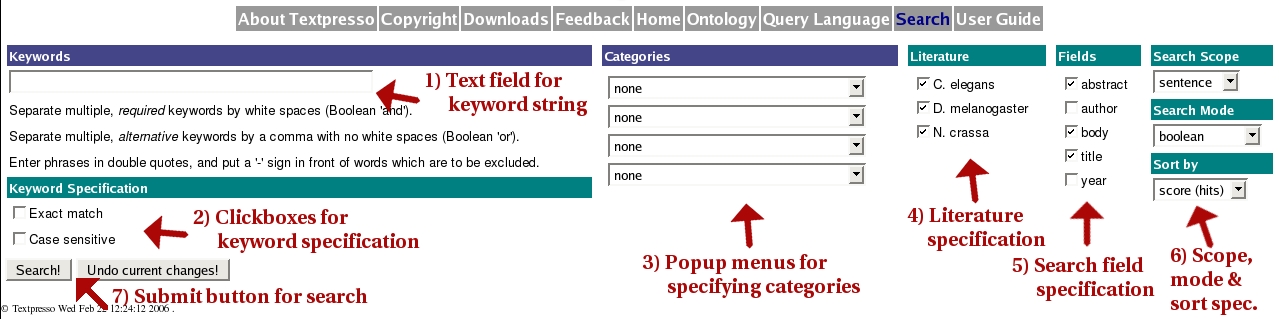 About Textpresso Copyright Downloads Feedback Home Ontology Query Language Search User Guide
Keywords
1) Text field for
keyword string
Separate multiple, required keywords by white spaces (Boolean 'and').
Separate multiple, alternative keywords by a comma with no white spaces (Boolean 'or').
Enter phrases in double quotes, and put a '-' sign in front of words which are to be excluded.
Keyword Specification
Exact match
Case sensitive
2) Clickboxes for
keyword specification
Search! Undo current changes!
7) Submit button for search
© Textpresso Wed Feb 22 12:24:12 2006 .
Categories
none
none
none
none
3) Popup menus for
specifying categories
Literature
C. elegans
D. melanogaster
N. crassa
4) Literature
specification
Fields
abstract
author
body
title
year
5) Search field
specification
Search Scope
sentence
Search Mode
boolean
Sort by
score (hits)
6) Scope,
mode &
sort spec.